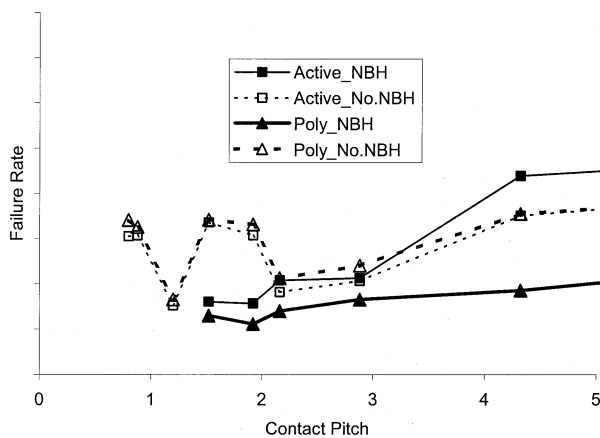 Failure Rate
Active_NBH
Active_No.NBH
Poly_NBH
Poly_No.NBH
0 1 2 3 4 5
Contact Pitch